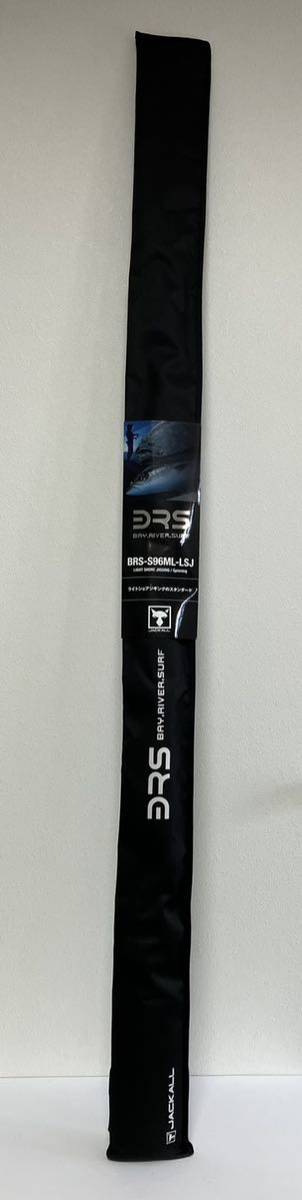 BRS
BAY.RIVER.SURF
BRS-S96ML-LSJ
LIGHT SHORE JIGGING / Spinning
ライトショアジギングのスタンダード
JACKALL
BRS BAY.RIVER.SURF
JACKALL